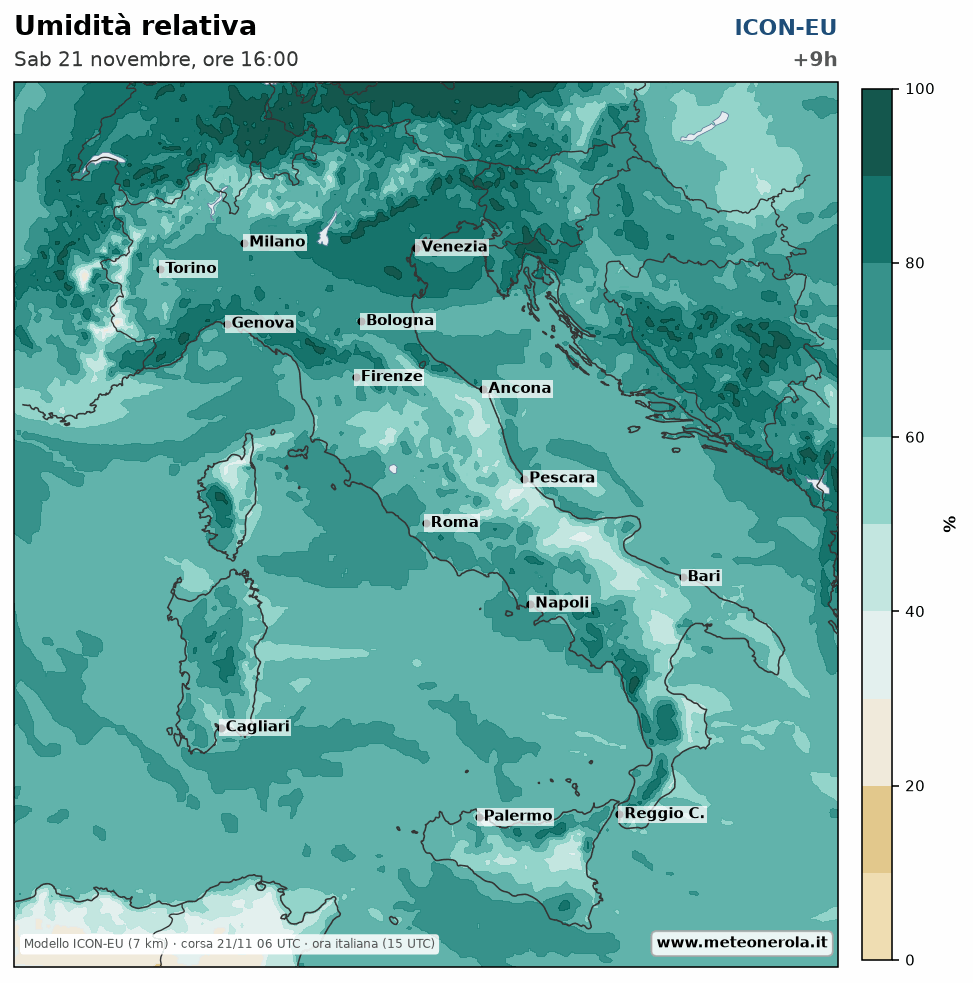 Umidità relativa
ICON-EU
Sab 21 novembre, ore 16:00
+9h
100
80
60
40
20
0
%
Milano
Venezia
Torino
Genova
Bologna
Firenze
Ancona
Pescara
Roma
Bari
Napoli
Cagliari
Palermo
Reggio C.
Modello ICON-EU (7 km) · corsa 21/11 06 UTC · ora italiana (15 UTC)
www.meteonerola.it